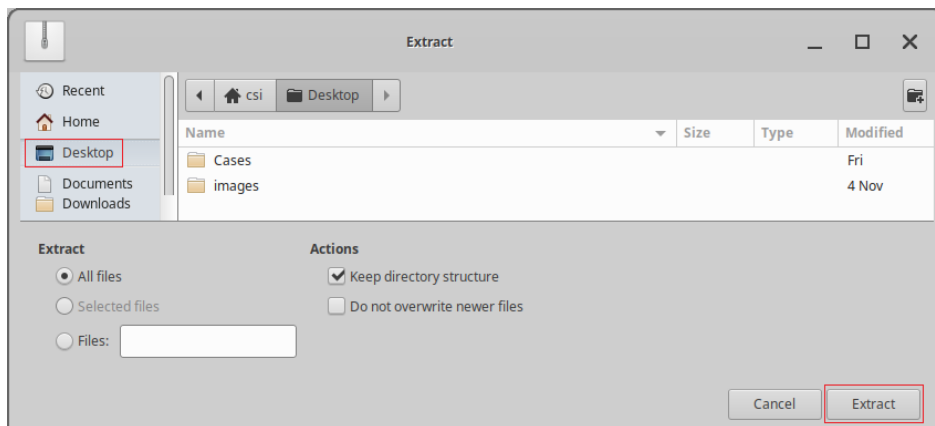 Extract
Recent
Home
Desktop
Documents
Downloads
csi Desktop
Name Size Type Modified
Cases Fri
images 4 Nov
Extract
All files
Selected files
Files:
Actions
Keep directory structure
Do not overwrite newer files
Cancel Extract